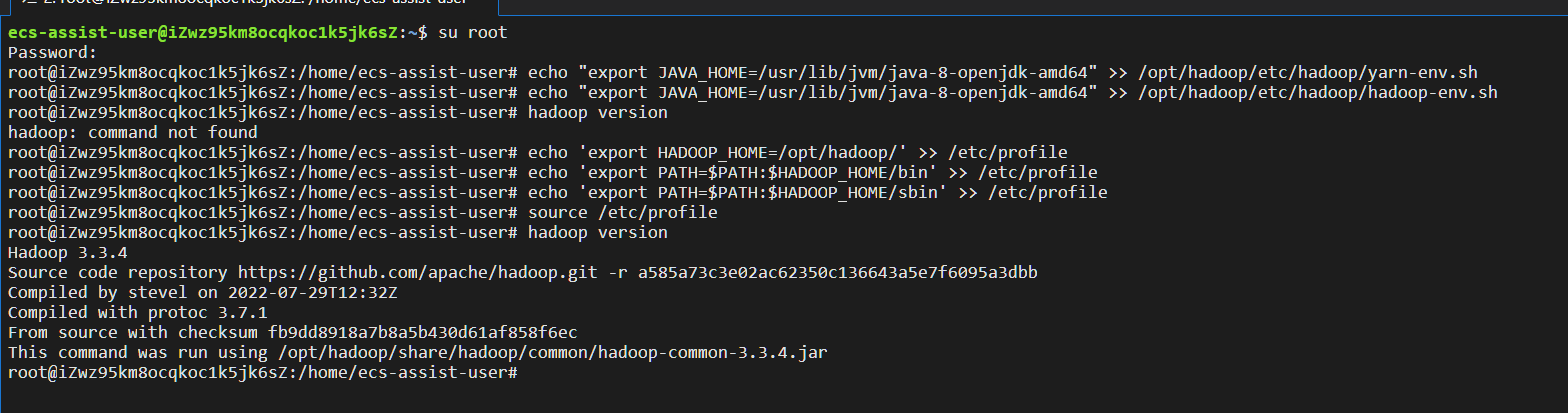 2. root@iZwz95km8ocqkoc1k5jk6sZ: /home/ecs-assist-user
ecs-assist-user@iZwz95km8ocqkoc1k5jk6sZ:~$ su root
Password:
root@iZwz95km8ocqkoc1k5jk6sZ:/home/ecs-assist-user# echo "export JAVA_HOME=/usr/lib/jvm/java-8-openjdk-amd64" >> /opt/hadoop/etc/hadoop/yarn-env.sh
root@iZwz95km8ocqkoc1k5jk6sZ:/home/ecs-assist-user# echo "export JAVA_HOME=/usr/lib/jvm/java-8-openjdk-amd64" >> /opt/hadoop/etc/hadoop/hadoop-env.sh
root@iZwz95km8ocqkoc1k5jk6sZ:/home/ecs-assist-user# hadoop version
hadoop: command not found
root@iZwz95km8ocqkoc1k5jk6sZ:/home/ecs-assist-user# echo 'export HADOOP_HOME=/opt/hadoop/' >> /etc/profile
root@iZwz95km8ocqkoc1k5jk6sZ:/home/ecs-assist-user# echo 'export PATH=$PATH:$HADOOP_HOME/bin' >> /etc/profile
root@iZwz95km8ocqkoc1k5jk6sZ:/home/ecs-assist-user# echo 'export PATH=$PATH:$HADOOP_HOME/sbin' >> /etc/profile
root@iZwz95km8ocqkoc1k5jk6sZ:/home/ecs-assist-user# source /etc/profile
root@iZwz95km8ocqkoc1k5jk6sZ:/home/ecs-assist-user# hadoop version
Hadoop 3.3.4
Source code repository https://github.com/apache/hadoop.git -r a585a73c3e02ac62350c136643a5e7f6095a3dbb
Compiled by stevel on 2022-07-29T12:32Z
Compiled with protoc 3.7.1
From source with checksum fb9dd8918a7b8a5b430d61af858f6ec
This command was run using /opt/hadoop/share/hadoop/common/hadoop-common-3.3.4.jar
root@iZwz95km8ocqkoc1k5jk6sZ:/home/ecs-assist-user#